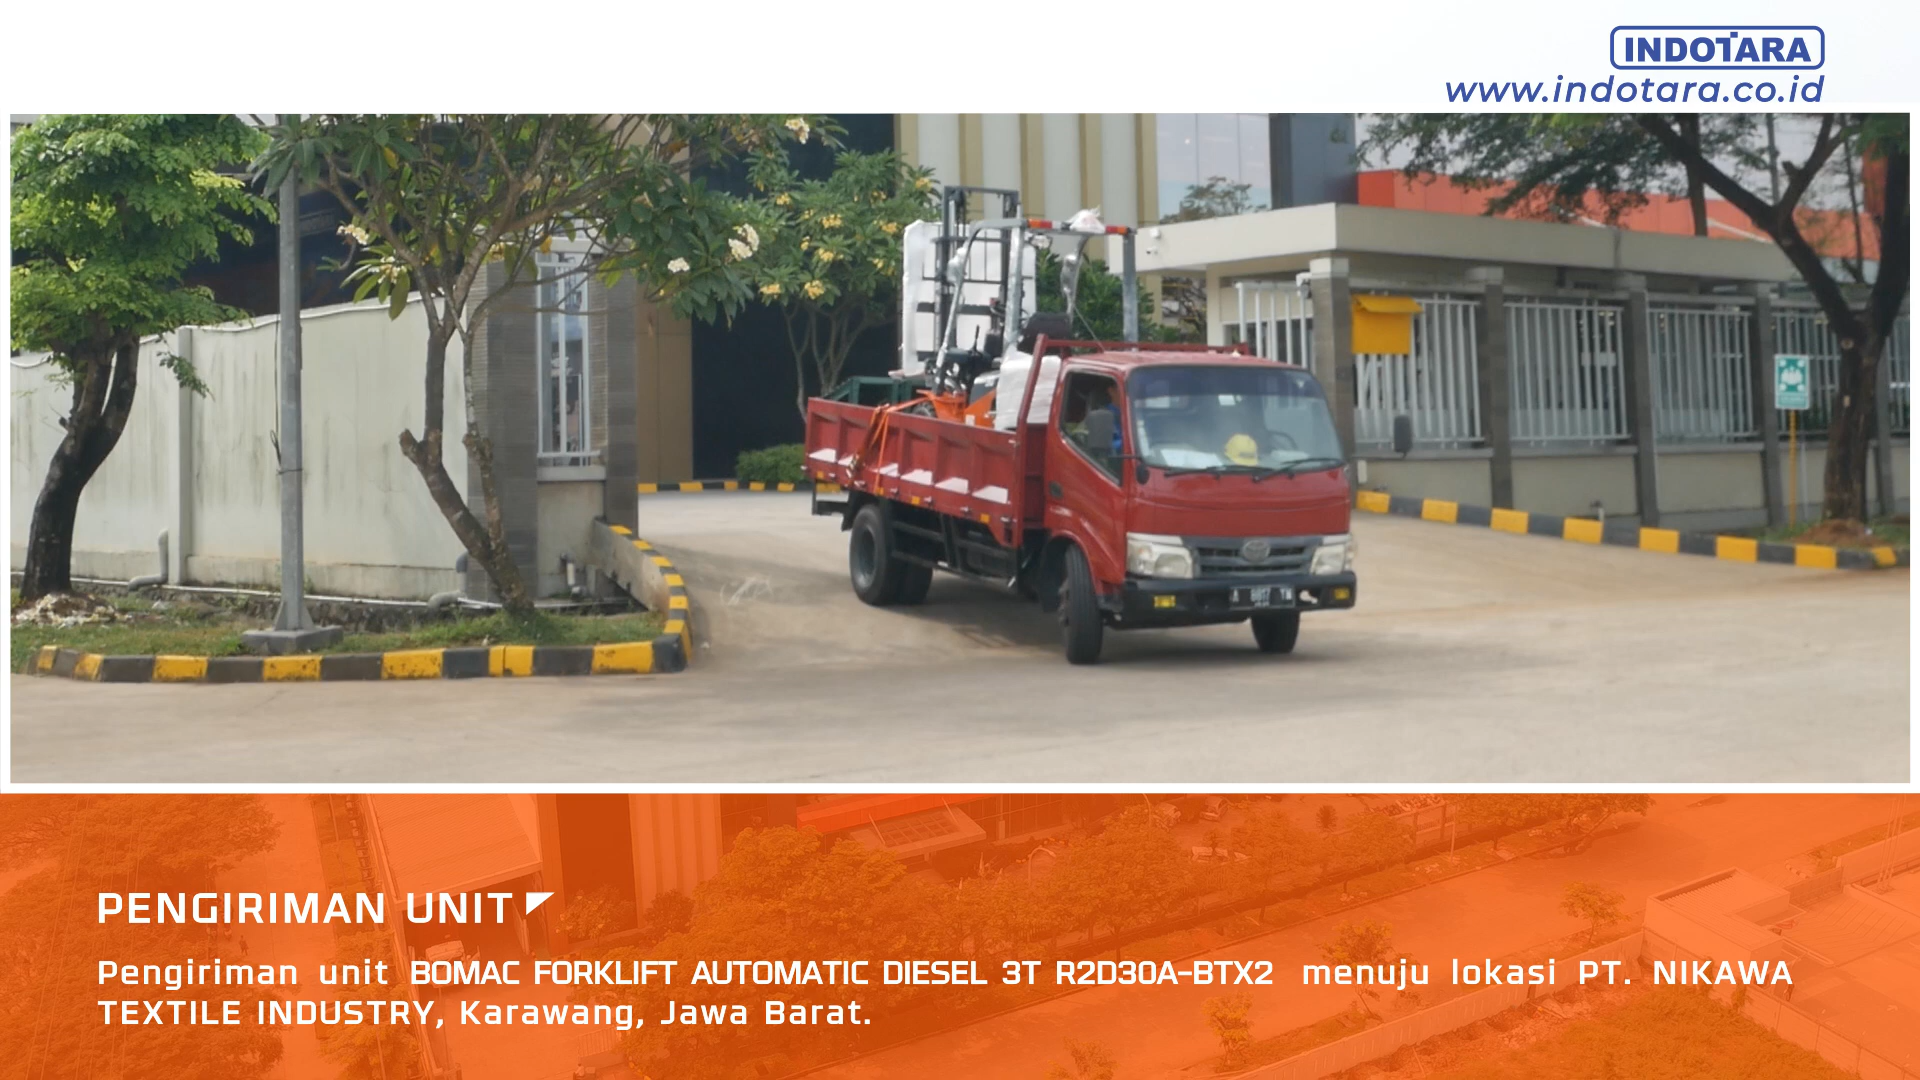 INDOTARA
www.indotara.co.id
PENGIRIMAN UNIT
Pengiriman unit BOMAC FORKLIFT AUTOMATIC DIESEL 3T R2D30A-BTX2 menuju lokasi PT. NIKAWA
TEXTILE INDUSTRY, Karawang, Jawa Barat.